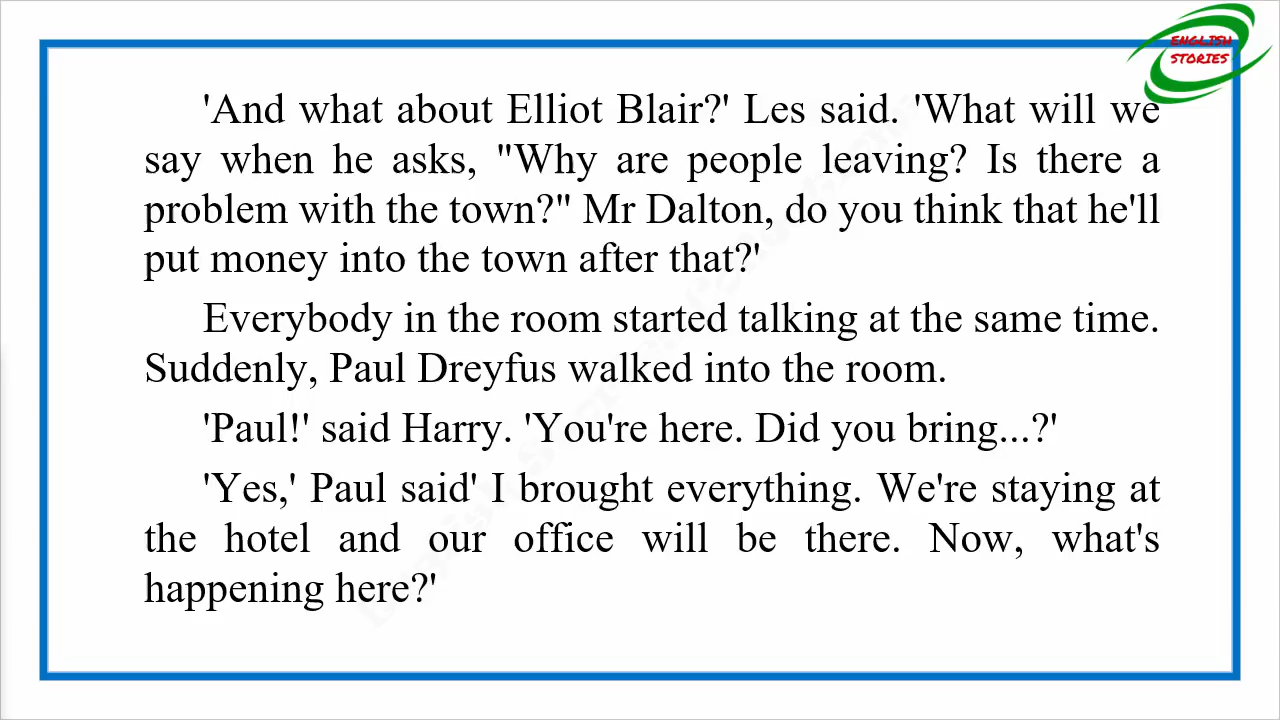 ENGLISH
STORIES
'And what about Elliot Blair?' Les said. 'What will we
say when he asks, "Why are people leaving? Is there a
problem with the town?" Mr Dalton, do you think that he'll
put money into the town after that?'
Everybody in the room started talking at the same time.
Suddenly, Paul Dreyfus walked into the room.
'Paul!' said Harry. 'You're here. Did you bring...?'
'Yes,' Paul said' I brought everything. We're staying at
the hotel and our office will be there. Now, what's
happening here?'